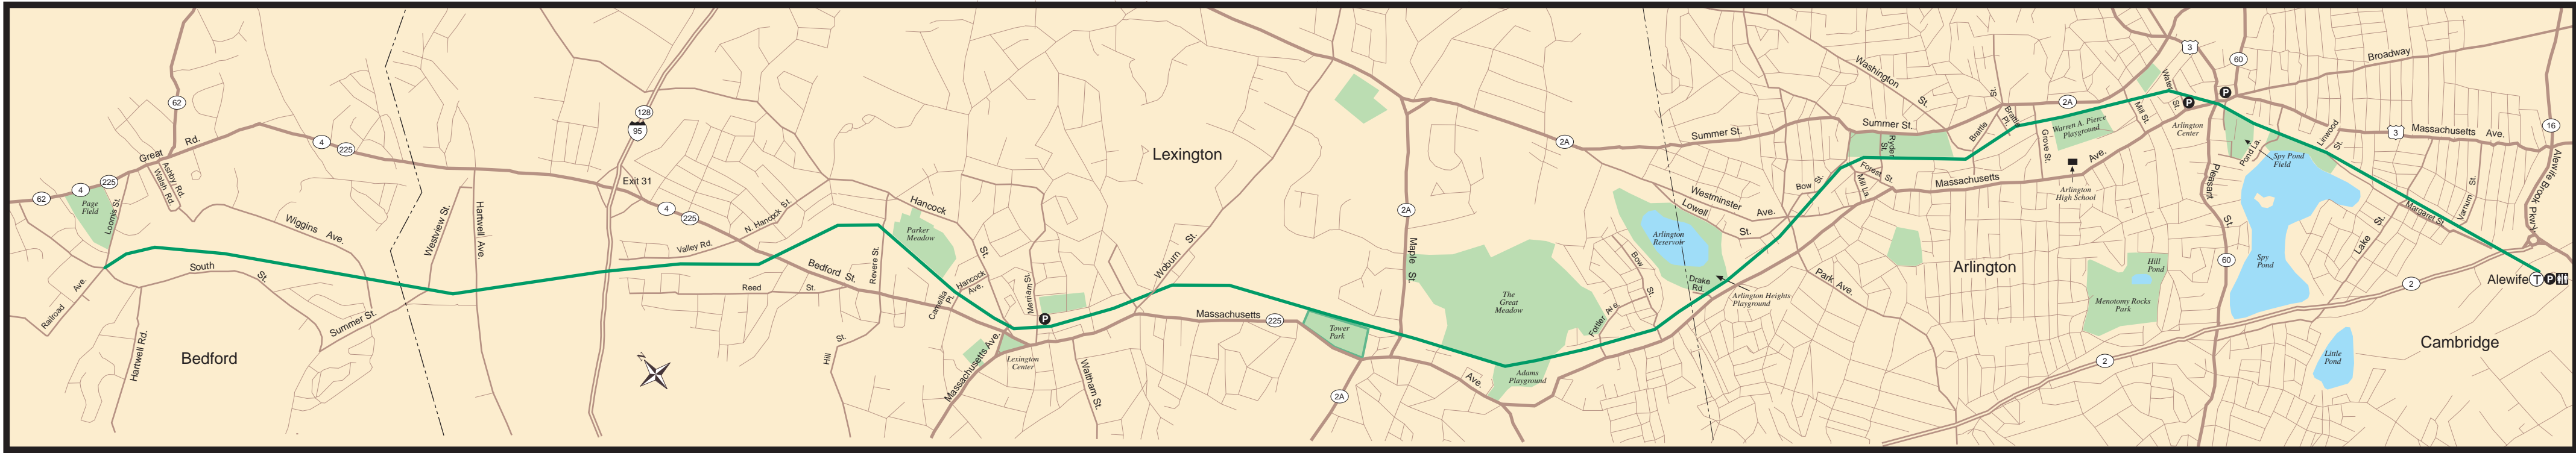 62
Great Rd.
4
225
62
4
225
Page
Field
Loomis St.
Ashby Rd.
Walsh Rd.
Wiggins Ave.
South St.
Railroad Ave.
Hartwell Rd.
Bedford
Summer St.
Westview St.
Hartwell Ave.
128
95
Exit 31
4
225
N. Hancock St.
Valley Rd.
Reed St.
Bedford St.
Revere St.
Hill St.
N
Hancock St.
Parker
Meadow
Camellia
Pl.
Hancock
Ave.
Merriam St.
P
Massachusetts Ave.
Lexington
Center
Waltham St.
Woburn St.
Lexington
Massachusetts
225
Tower
Park
2A
2A
Maple St.
Ave.
The
Great
Meadow
Adams
Playground
2A
Summer St.
Westminster Ave.
Lowell St.
Arlington
Reservoir
Bow St.
Fottler Ave.
Drake
Rd.
Arlington Heights
Playground
Park Ave.
Bow St.
Washington St.
Summer St.
Ryder
St.
Forest St.
Mill La.
Massachusetts Ave.
Brattle
St.
Brattle
Pl.
2A
Grove St.
Warren A. Pierce
Playground
Arlington
High School
Mill St.
Water St.
3
P
P
Arlington
Center
60
Broadway
Arlington
Hill
Pond
Menotomy Rocks
Park
Pleasant St.
60
Pond La.
Spy Pond
Field
Spy
Pond
Linwood
St.
3
Massachusetts Ave.
16
Alewife Brook Pkwy.
Varnum St.
Margaret St.
Lake St.
2
2
Little
Pond
Alewife T P
Cambridge